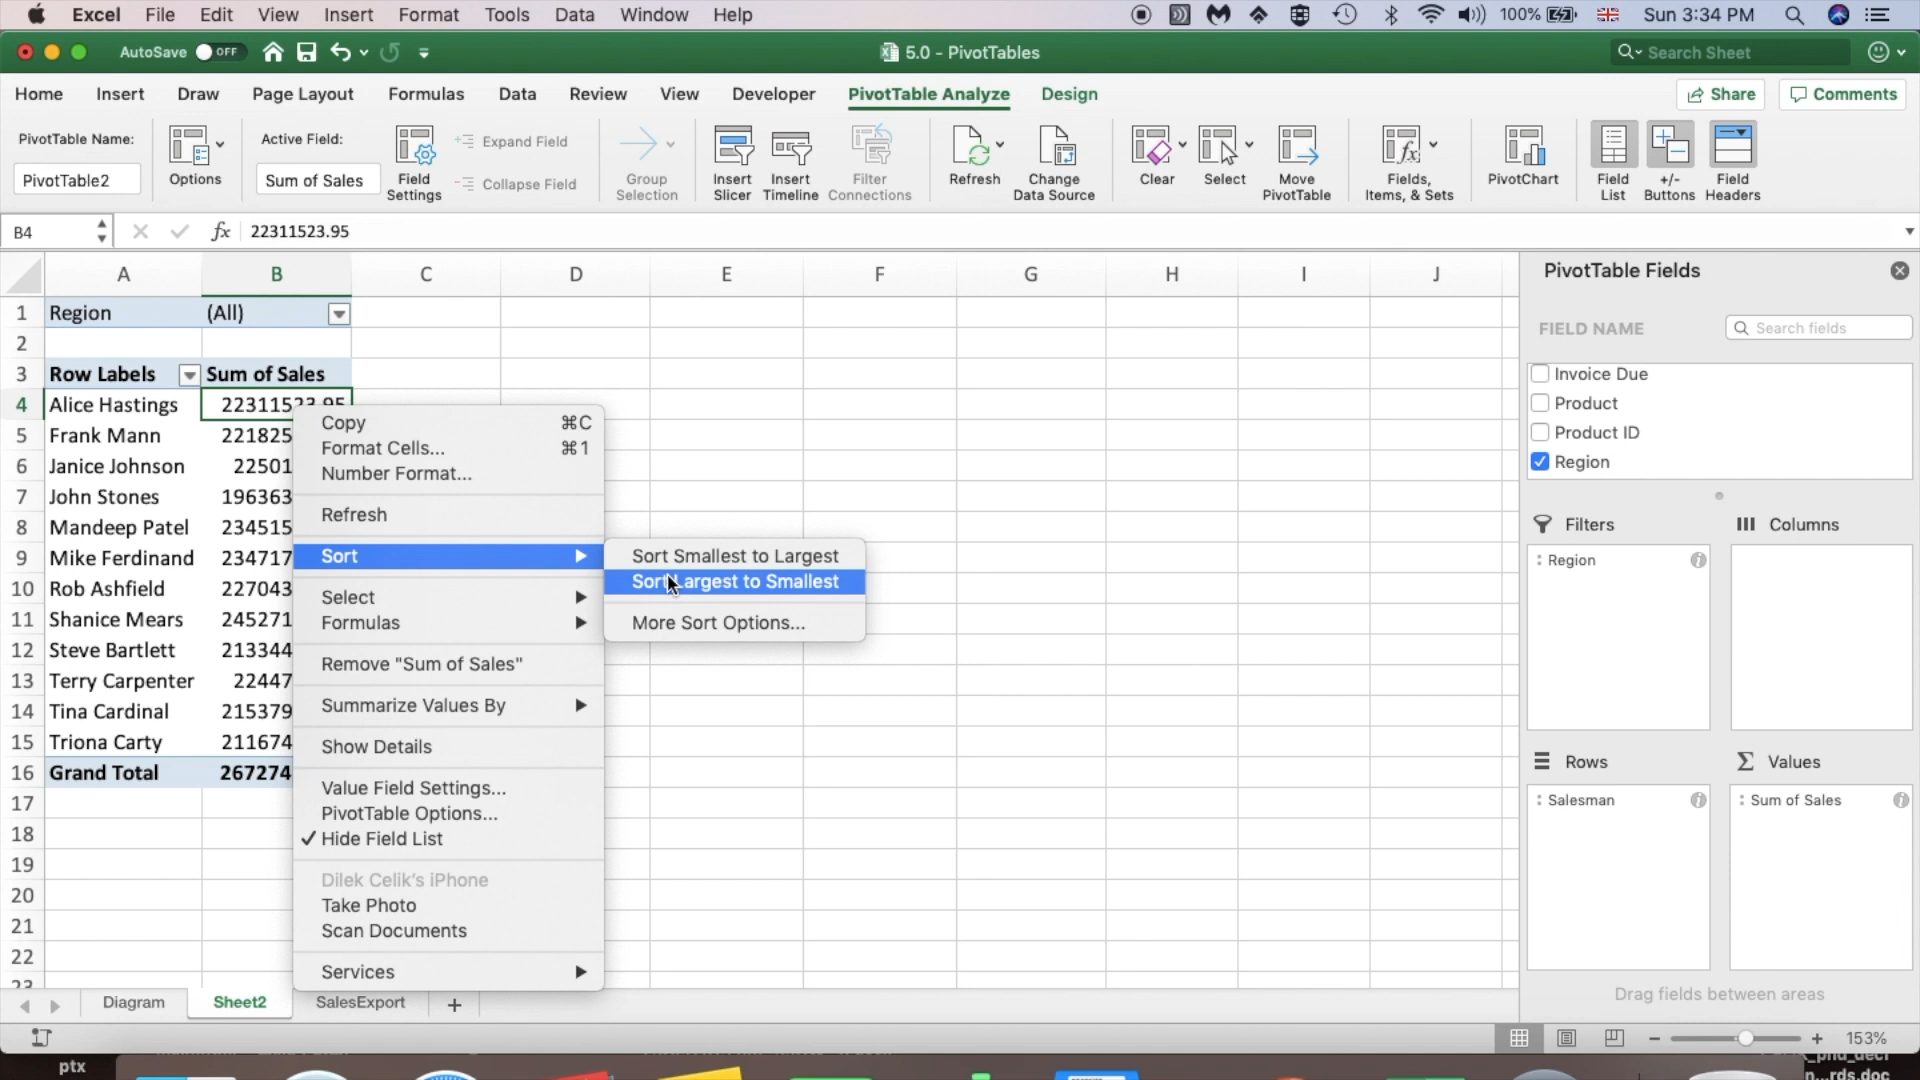 Excel File Edit View Insert Format Tools Data Window Help 100% Sun 3:34 PM
AutoSave OFF 5.0 - PivotTables Search Sheet
Home Insert Draw Page Layout Formulas Data Review View Developer PivotTable Analyze Design Share Comments
PivotTable Name: Active Field:
PivotTable2 Options Sum of Sales Field Settings Expand Field Collapse Field Group Selection Insert Slicer Insert Timeline Filter Connections Refresh Change Data Source Clear Select Move PivotTable Fields, Items, & Sets PivotChart Field List +/- Buttons Field Headers
B4 fx 22311523.95
A B C D E F G H I J
1 Region (All)
2
3 Row Labels Sum of Sales
4 Alice Hastings 22311523.95
5 Frank Mann 221825
6 Janice Johnson 22501
7 John Stones 196363
8 Mandeep Patel 234515
9 Mike Ferdinand 234717
10 Rob Ashfield 227043
11 Shanice Mears 245271
12 Steve Bartlett 213344
13 Terry Carpenter 22447
14 Tina Cardinal 215379
15 Triona Carty 211674
16 Grand Total 267274
17
18
19
20
21
22
23
Copy ⌘C
Format Cells... ⌘1
Number Format...
Refresh
Sort
Select
Formulas
Remove "Sum of Sales"
Summarize Values By
Show Details
Value Field Settings...
PivotTable Options...
✓ Hide Field List
Dilek Celik's iPhone
Take Photo
Scan Documents
Services
Sort Smallest to Largest
Sort Largest to Smallest
More Sort Options...
PivotTable Fields
FIELD NAME Search fields
Invoice Due
Product
Product ID
Region
Filters Columns
Region
Rows Values
Salesman Sum of Sales
Drag fields between areas
Diagram Sheet2 SalesExport +
153%
ptx
n...rds.doc